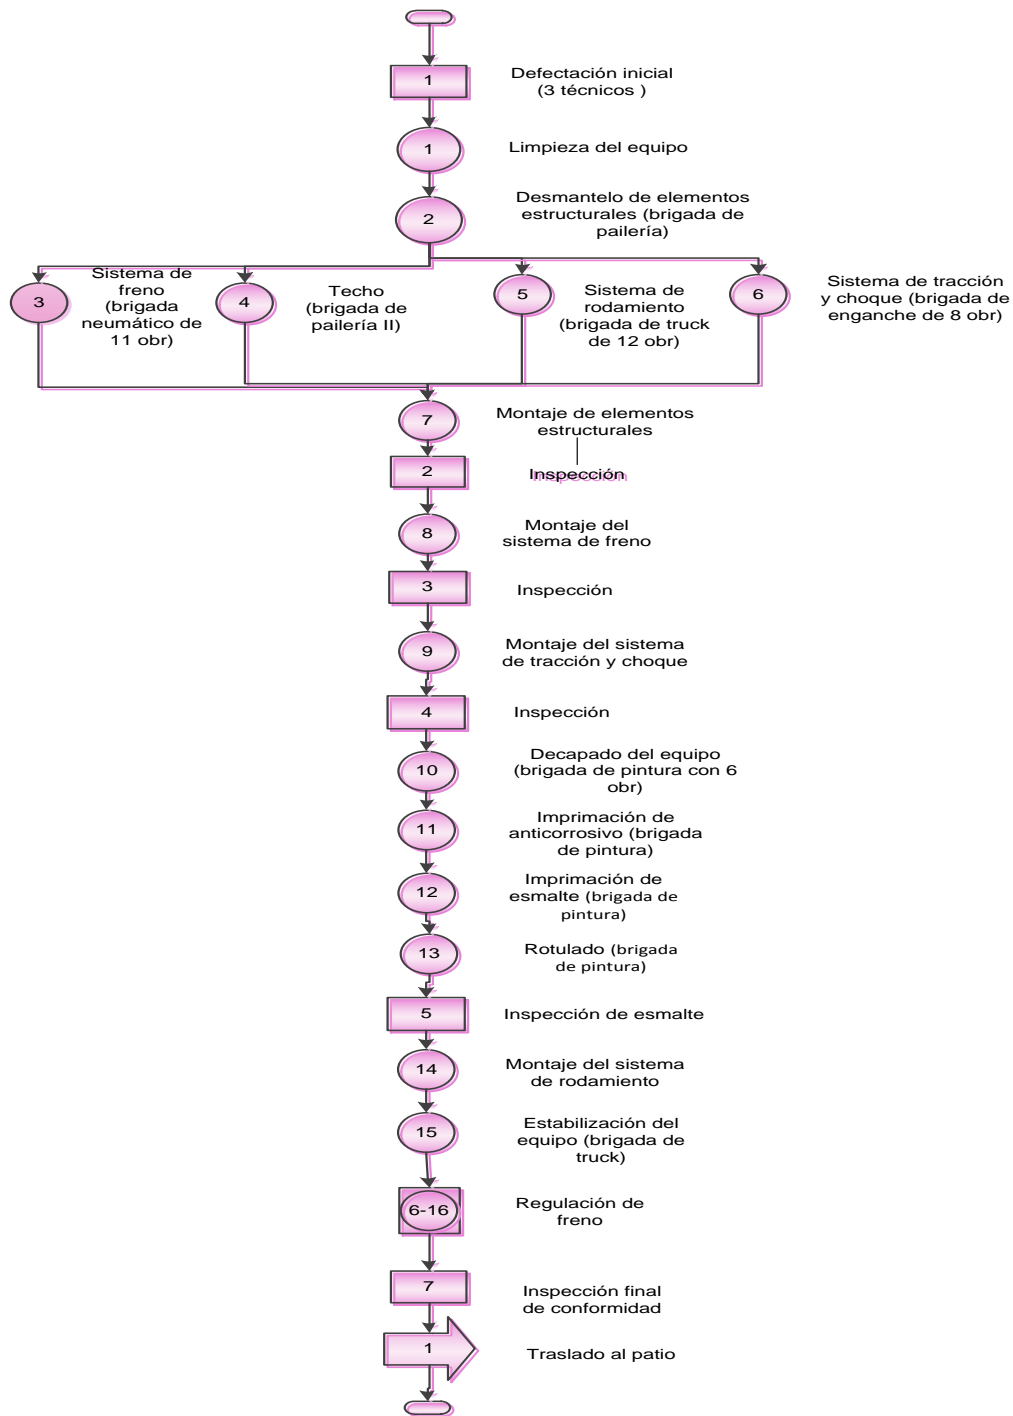 1
Defectación inicial
(3 técnicos )
1
Limpieza del equipo
2
Desmantelo de elementos
estructurales (brigada de
pailería)
3
Sistema de
freno
(brigada
neumático de
11 obr)
4
Techo
(brigada de
pailería II)
5
Sistema de
rodamiento
(brigada de truck
de 12 obr)
6
Sistema de tracción
y choque (brigada de
enganche de 8 obr)
7
Montaje de elementos
estructurales
2
Inspección
8
Montaje del
sistema de freno
3
Inspección
9
Montaje del sistema
de tracción y choque
4
Inspección
10
Decapado del equipo
(brigada de pintura con 6
obr)
11
Imprimación de
anticorrosivo (brigada
de pintura)
12
Imprimación de
esmalte (brigada de
pintura)
13
Rotulado (brigada
de pintura)
5
Inspección de esmalte
14
Montaje del sistema
de rodamiento
15
Estabilización del
equipo (brigada de
truck)
6-16
Regulación de
freno
7
Inspección final
de conformidad
1
Traslado al patio